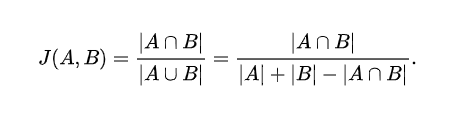 J(A, B) = |A ∩ B| / |A ∪ B| = |A ∩ B| / (|A| + |B| − |A ∩ B|).